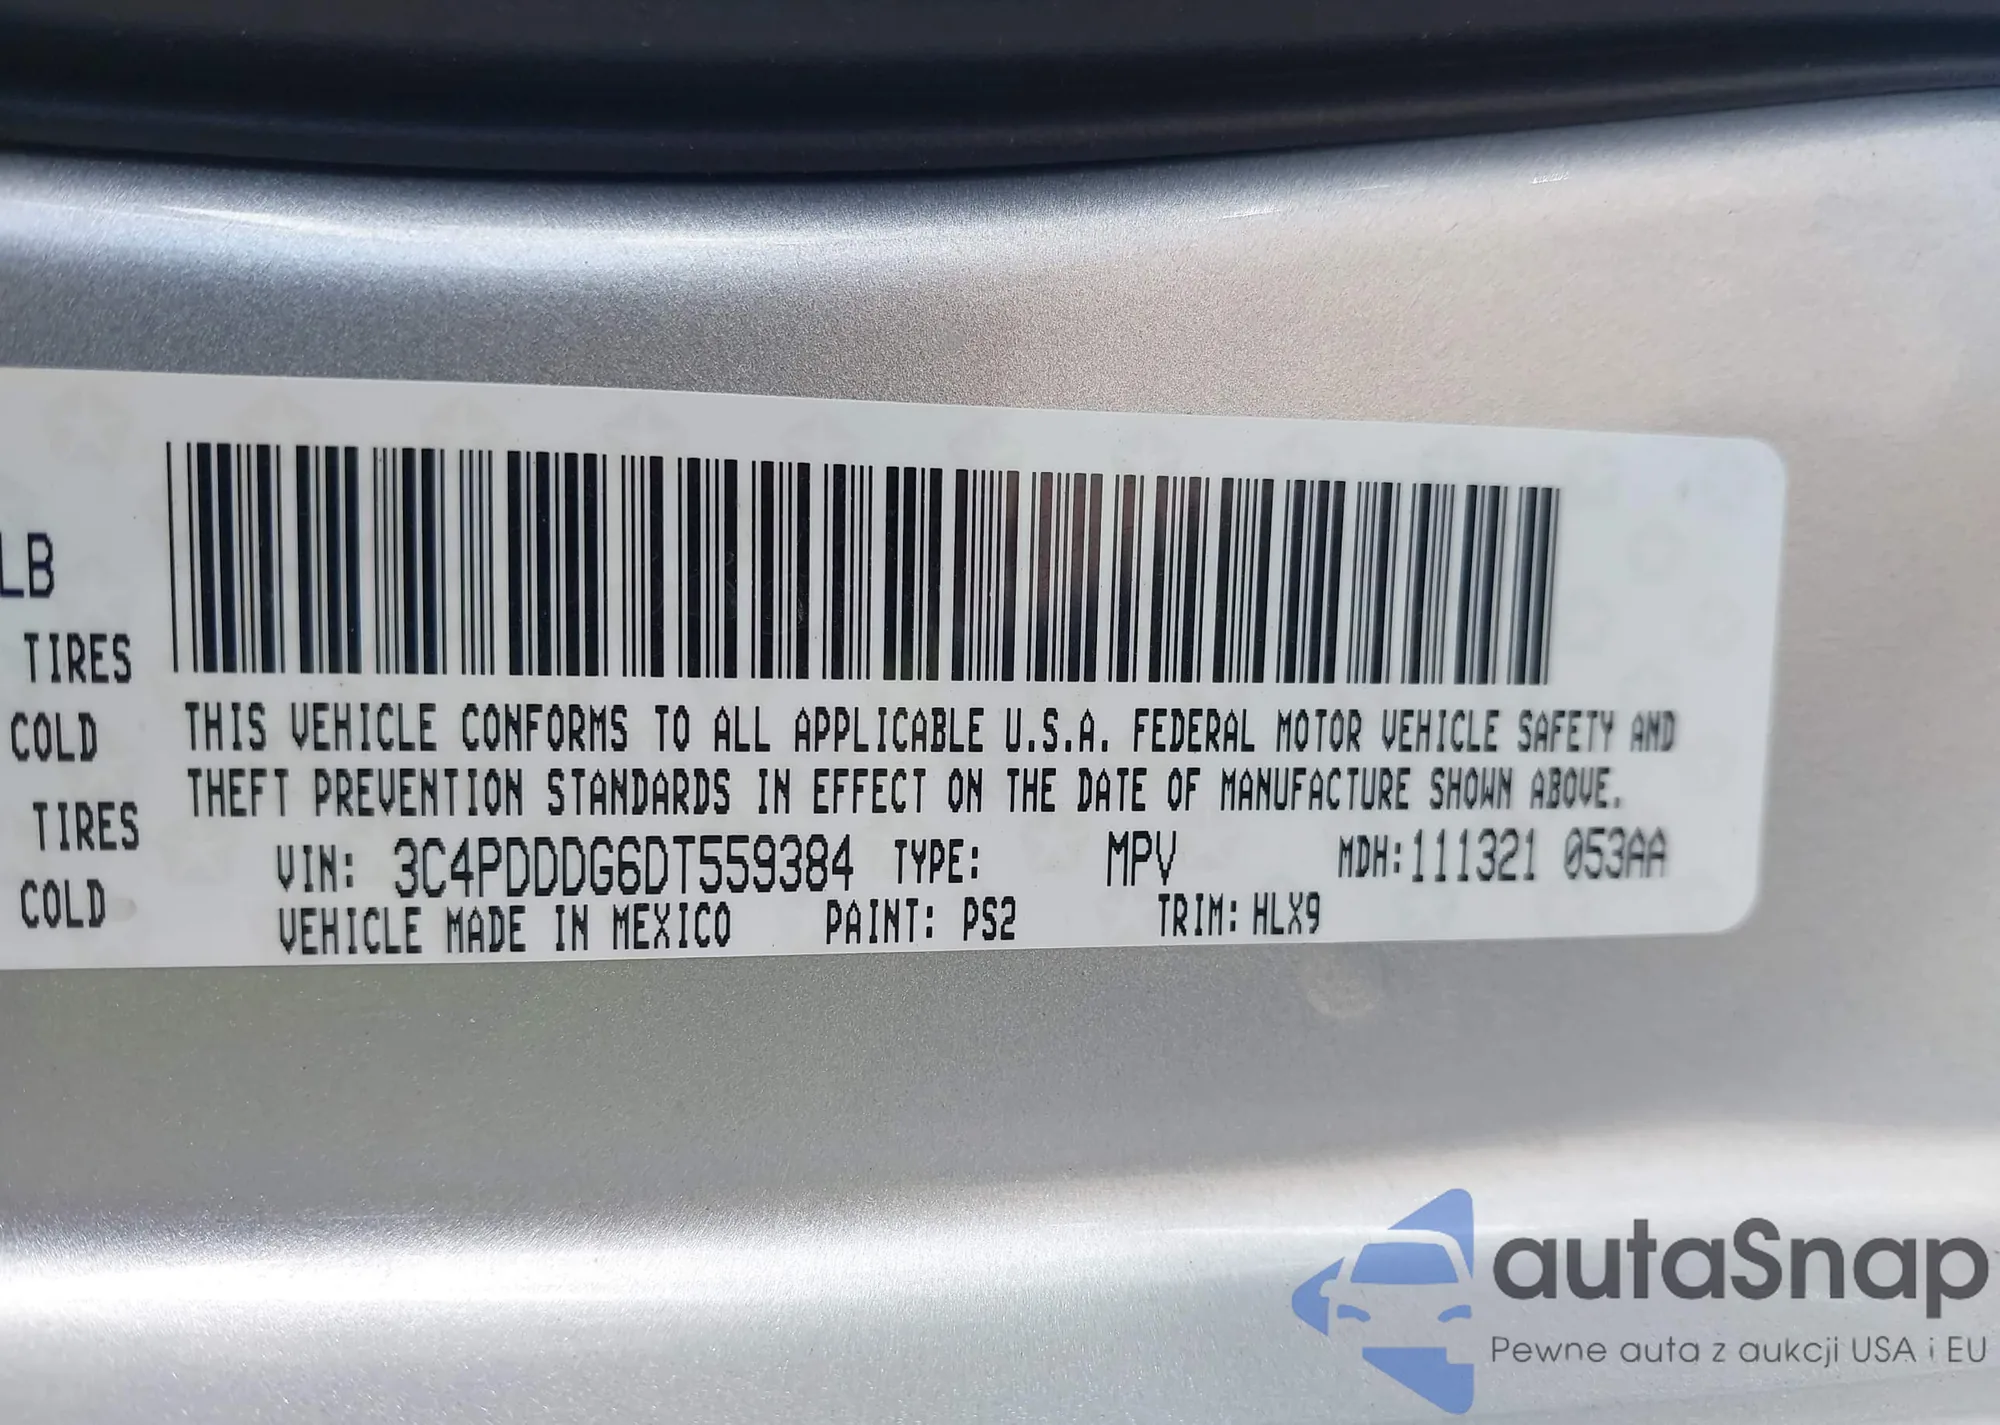 LB
TIRES
COLD
TIRES
COLD
THIS VEHICLE CONFORMS TO ALL APPLICABLE U.S.A. FEDERAL MOTOR VEHICLE SAFETY AND
THEFT PREVENTION STANDARDS IN EFFECT ON THE DATE OF MANUFACTURE SHOWN ABOVE.
VIN: 3C4PDDDG6DT559384 TYPE: MPV MDH: 111321 053AA
VEHICLE MADE IN MEXICO PAINT: PS2 TRIM: HLX9
autaSnap
Pewne auta z aukcji USA i EU